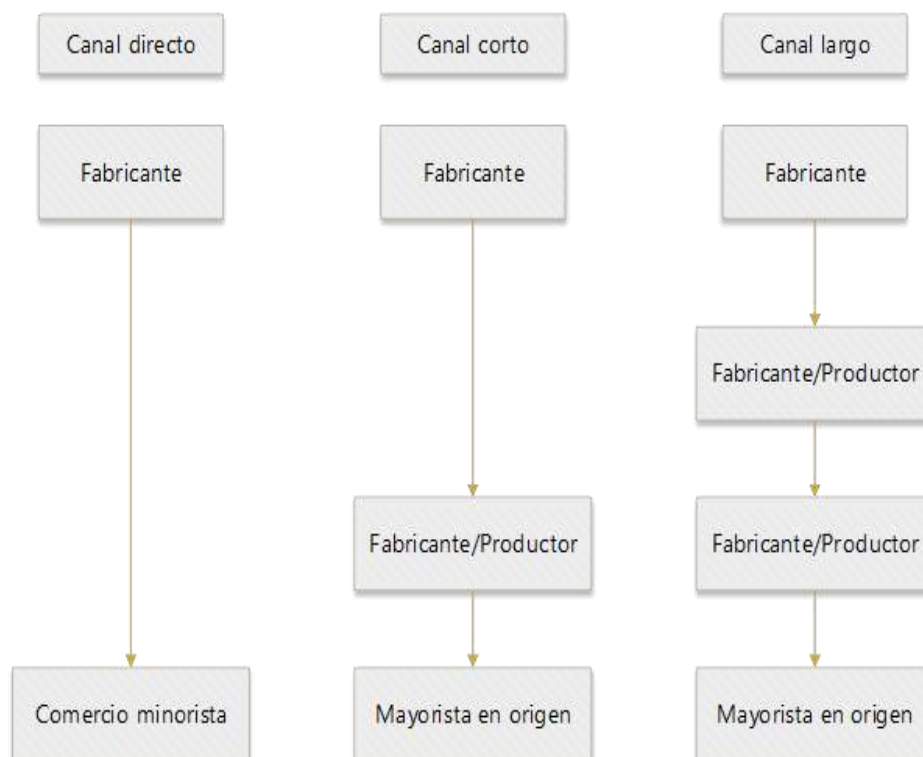 Canal directo
Canal corto
Canal largo
Fabricante
Fabricante
Fabricante
Fabricante/Productor
Fabricante/Productor
Fabricante/Productor
Comercio minorista
Mayorista en origen
Mayorista en origen